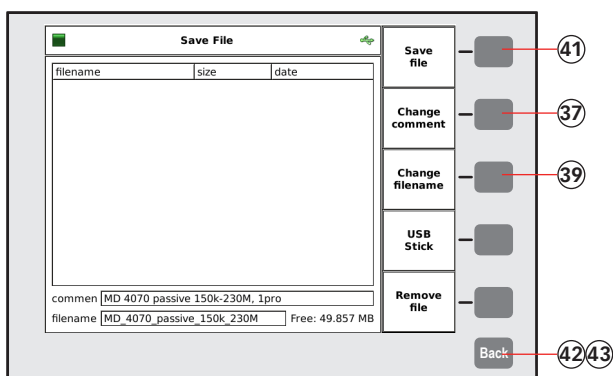 Save File
filename size date
commen MD 4070 passive 150k-230M, 1pro
filename MD_4070_passive_150k_230M Free: 49.857 MB
Save
file
Change
comment
Change
filename
USB
Stick
Remove
file
Back
41
37
39
42 43